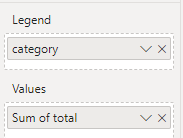 Legend
category
Values
Sum of total